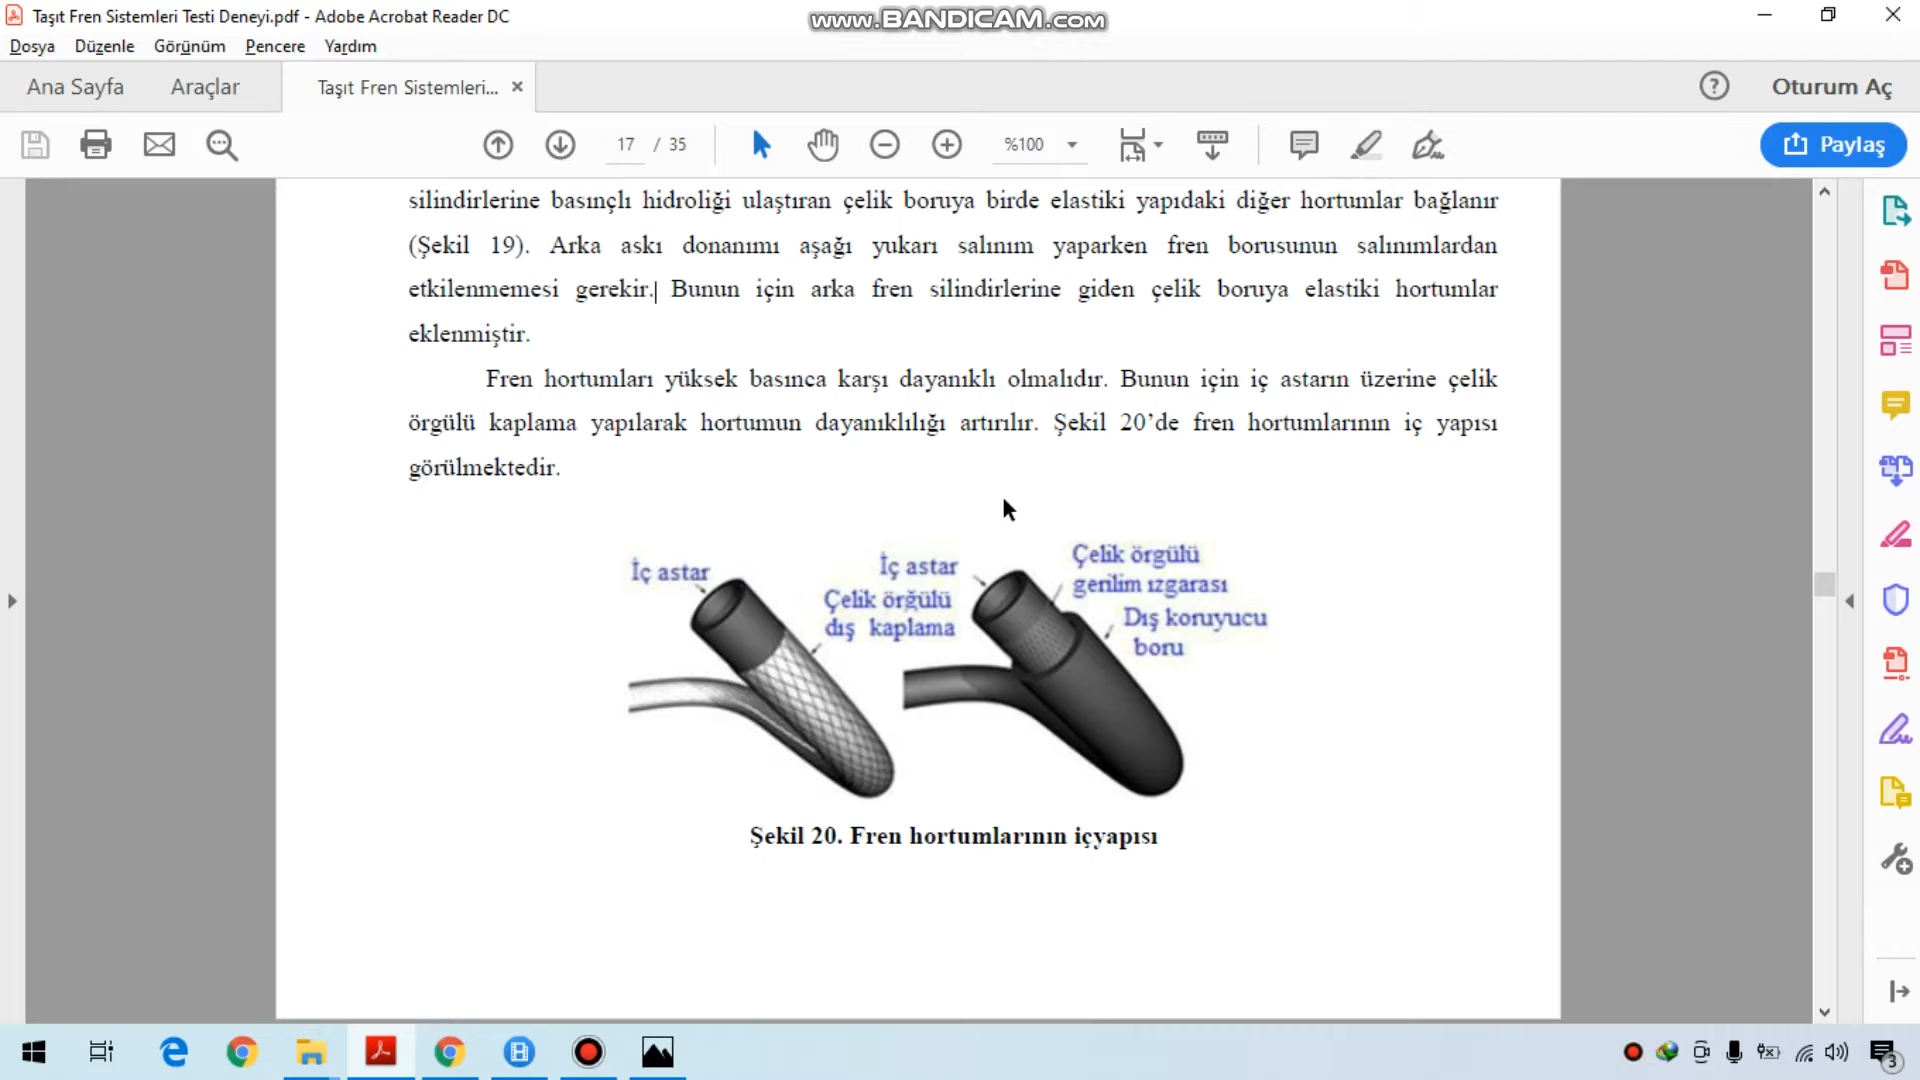 Taşıt Fren Sistemleri Testi Deneyi.pdf - Adobe Acrobat Reader DC
www.BANDICAM.com
Dosya Düzenle Görünüm Pencere Yardım
Ana Sayfa Araçlar Taşıt Fren Sistemleri... × Oturum Aç
17 / 35 %100 Paylaş
silindirlerine basınçlı hidroliği ulaştıran çelik boruya birde elastiki yapıdaki diğer hortumlar bağlanır
(Şekil 19). Arka askı donanımı aşağı yukarı salınım yaparken fren borusunun salınımlardan
etkilenmemesi gerekir. Bunun için arka fren silindirlerine giden çelik boruya elastiki hortumlar
eklenmiştir.
Fren hortumları yüksek basınca karşı dayanıklı olmalıdır. Bunun için iç astarın üzerine çelik
örgülü kaplama yapılarak hortumun dayanıklılığı artırılır. Şekil 20’de fren hortumlarının iç yapısı
görülmektedir.
İç astar
Çelik örğülü
dış kaplama
İç astar
Çelik örgülü
gerilim ızgarası
Dış koruyucu
boru
Şekil 20. Fren hortumlarının içyapısı
3